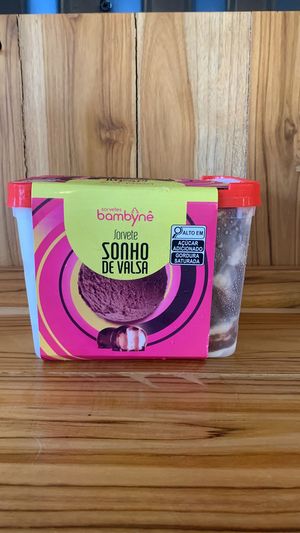 sorvetes
bambynê
Sorvete
SONHO
DE VALSA
ALTO EM
AÇÚCAR
ADICIONADO
GORDURA
SATURADA